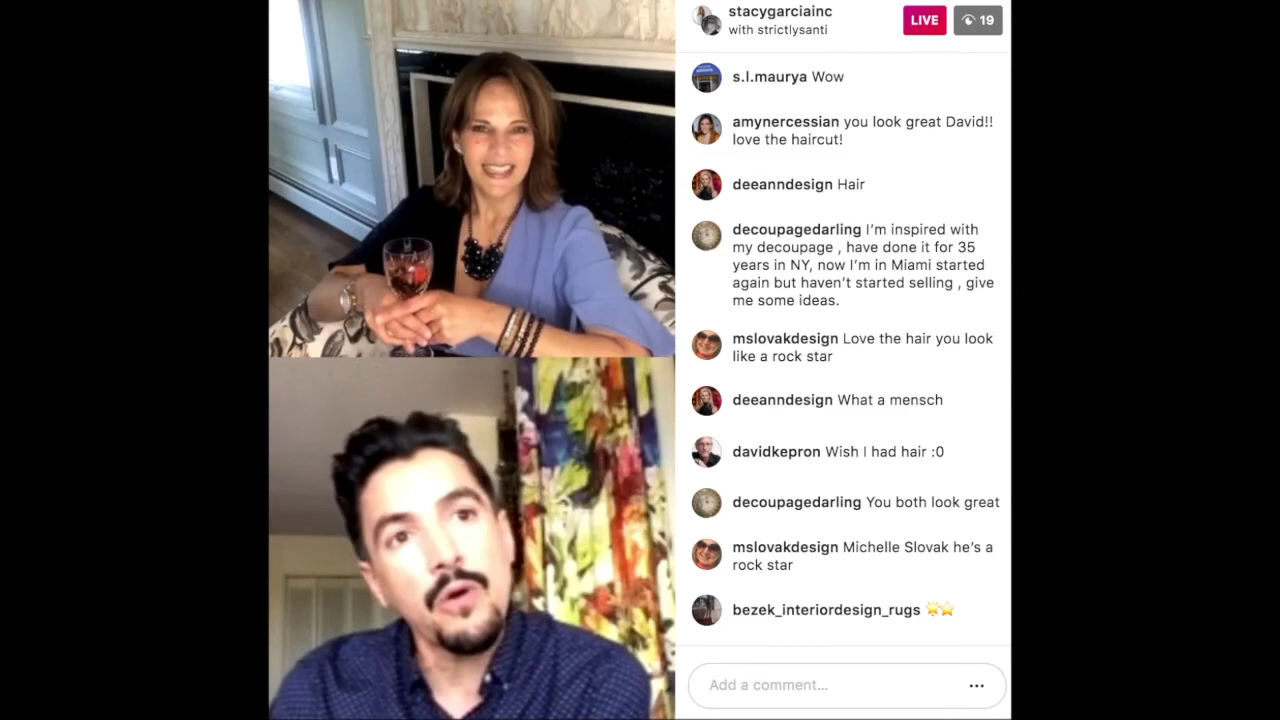 stacygarciainc
with strictlysanti
LIVE
19
s.l.maurya Wow
amynercessian you look great David!!
love the haircut!
deeanndesign Hair
decoupagedarling I'm inspired with
my decoupage , have done it for 35
years in NY, now I'm in Miami started
again but haven't started selling , give
me some ideas.
mslovakdesign Love the hair you look
like a rock star
deeanndesign What a mensch
davidkepron Wish I had hair :0
decoupagedarling You both look great
mslovakdesign Michelle Slovak he's a
rock star
bezek_interiordesign_rugs 🌟⭐
Add a comment...